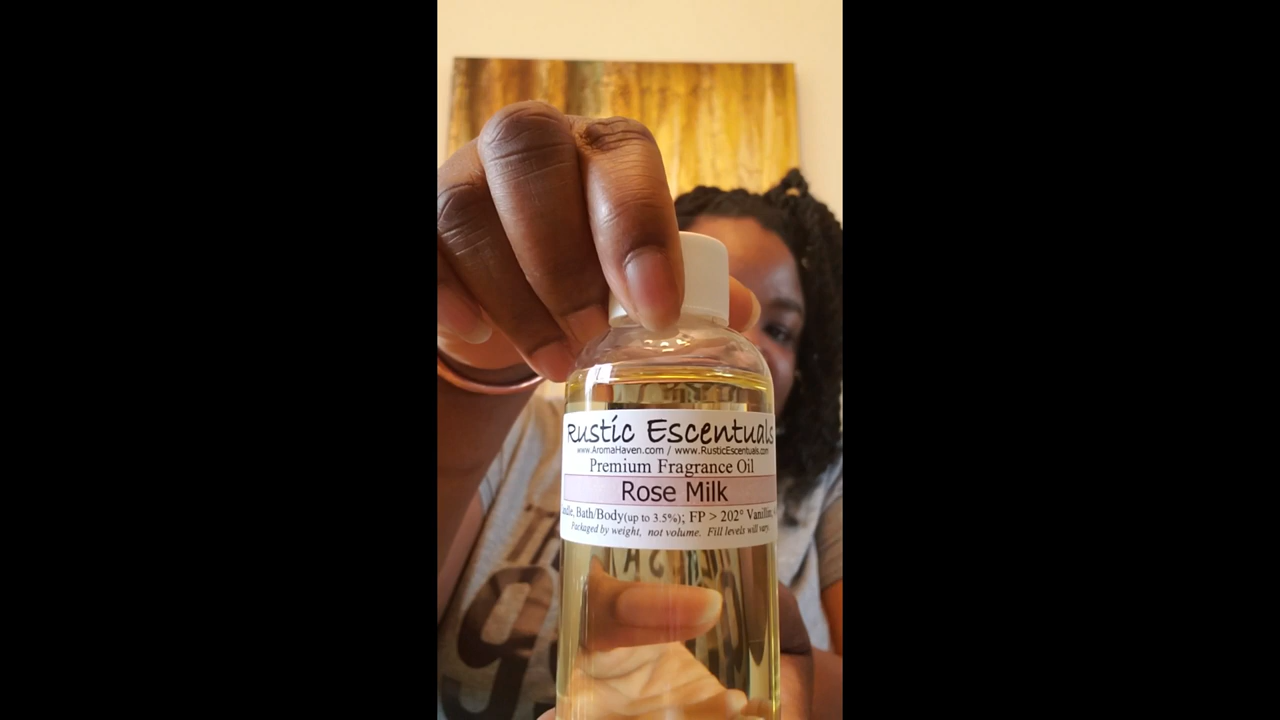 Rustic Escentuals
www.AromaHaven.com / www.RusticEscentuals.com
Premium Fragrance Oil
Rose Milk
Bath/Body(up to 3.5%); FP > 202° Vanillin,
Packaged by weight, not volume. Fill levels will vary.